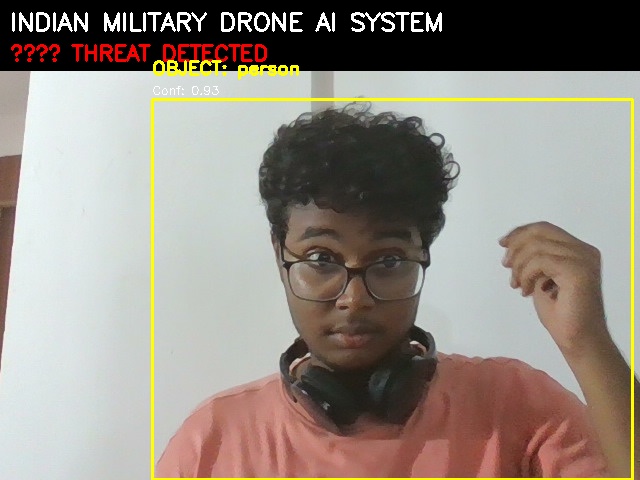 INDIAN MILITARY DRONE AI SYSTEM
???? THREAT DETECTED
OBJECT: person
Conf: 0.93